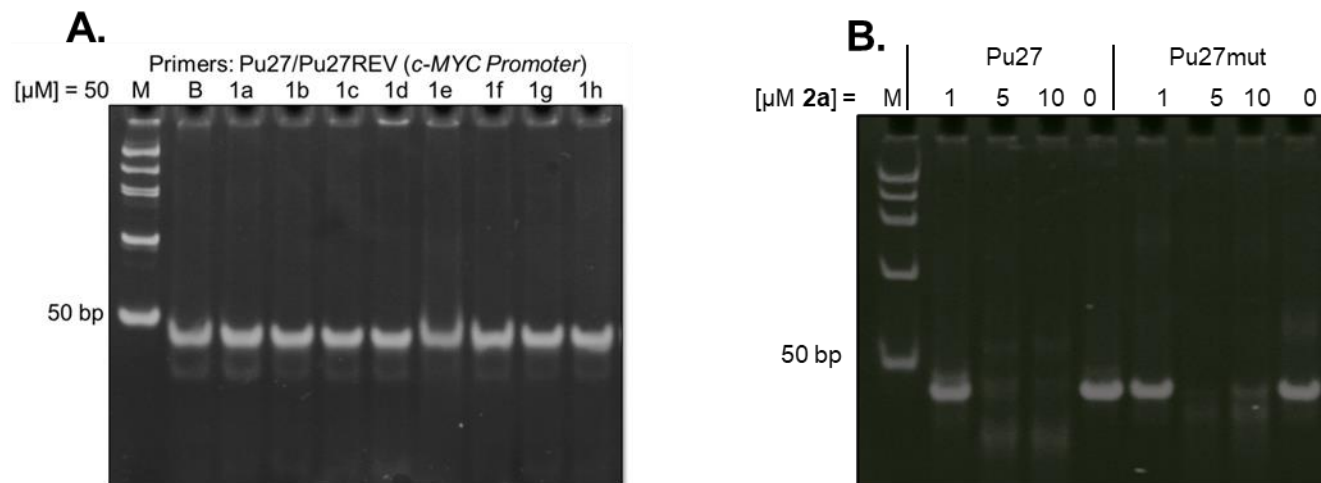 A.
Primers: Pu27/Pu27REV (c-MYC Promoter)
[µM] = 50 M B 1a 1b 1c 1d 1e 1f 1g 1h
50 bp
B.
Pu27 Pu27mut
[µM 2a] = M 1 5 10 0 1 5 10 0
50 bp